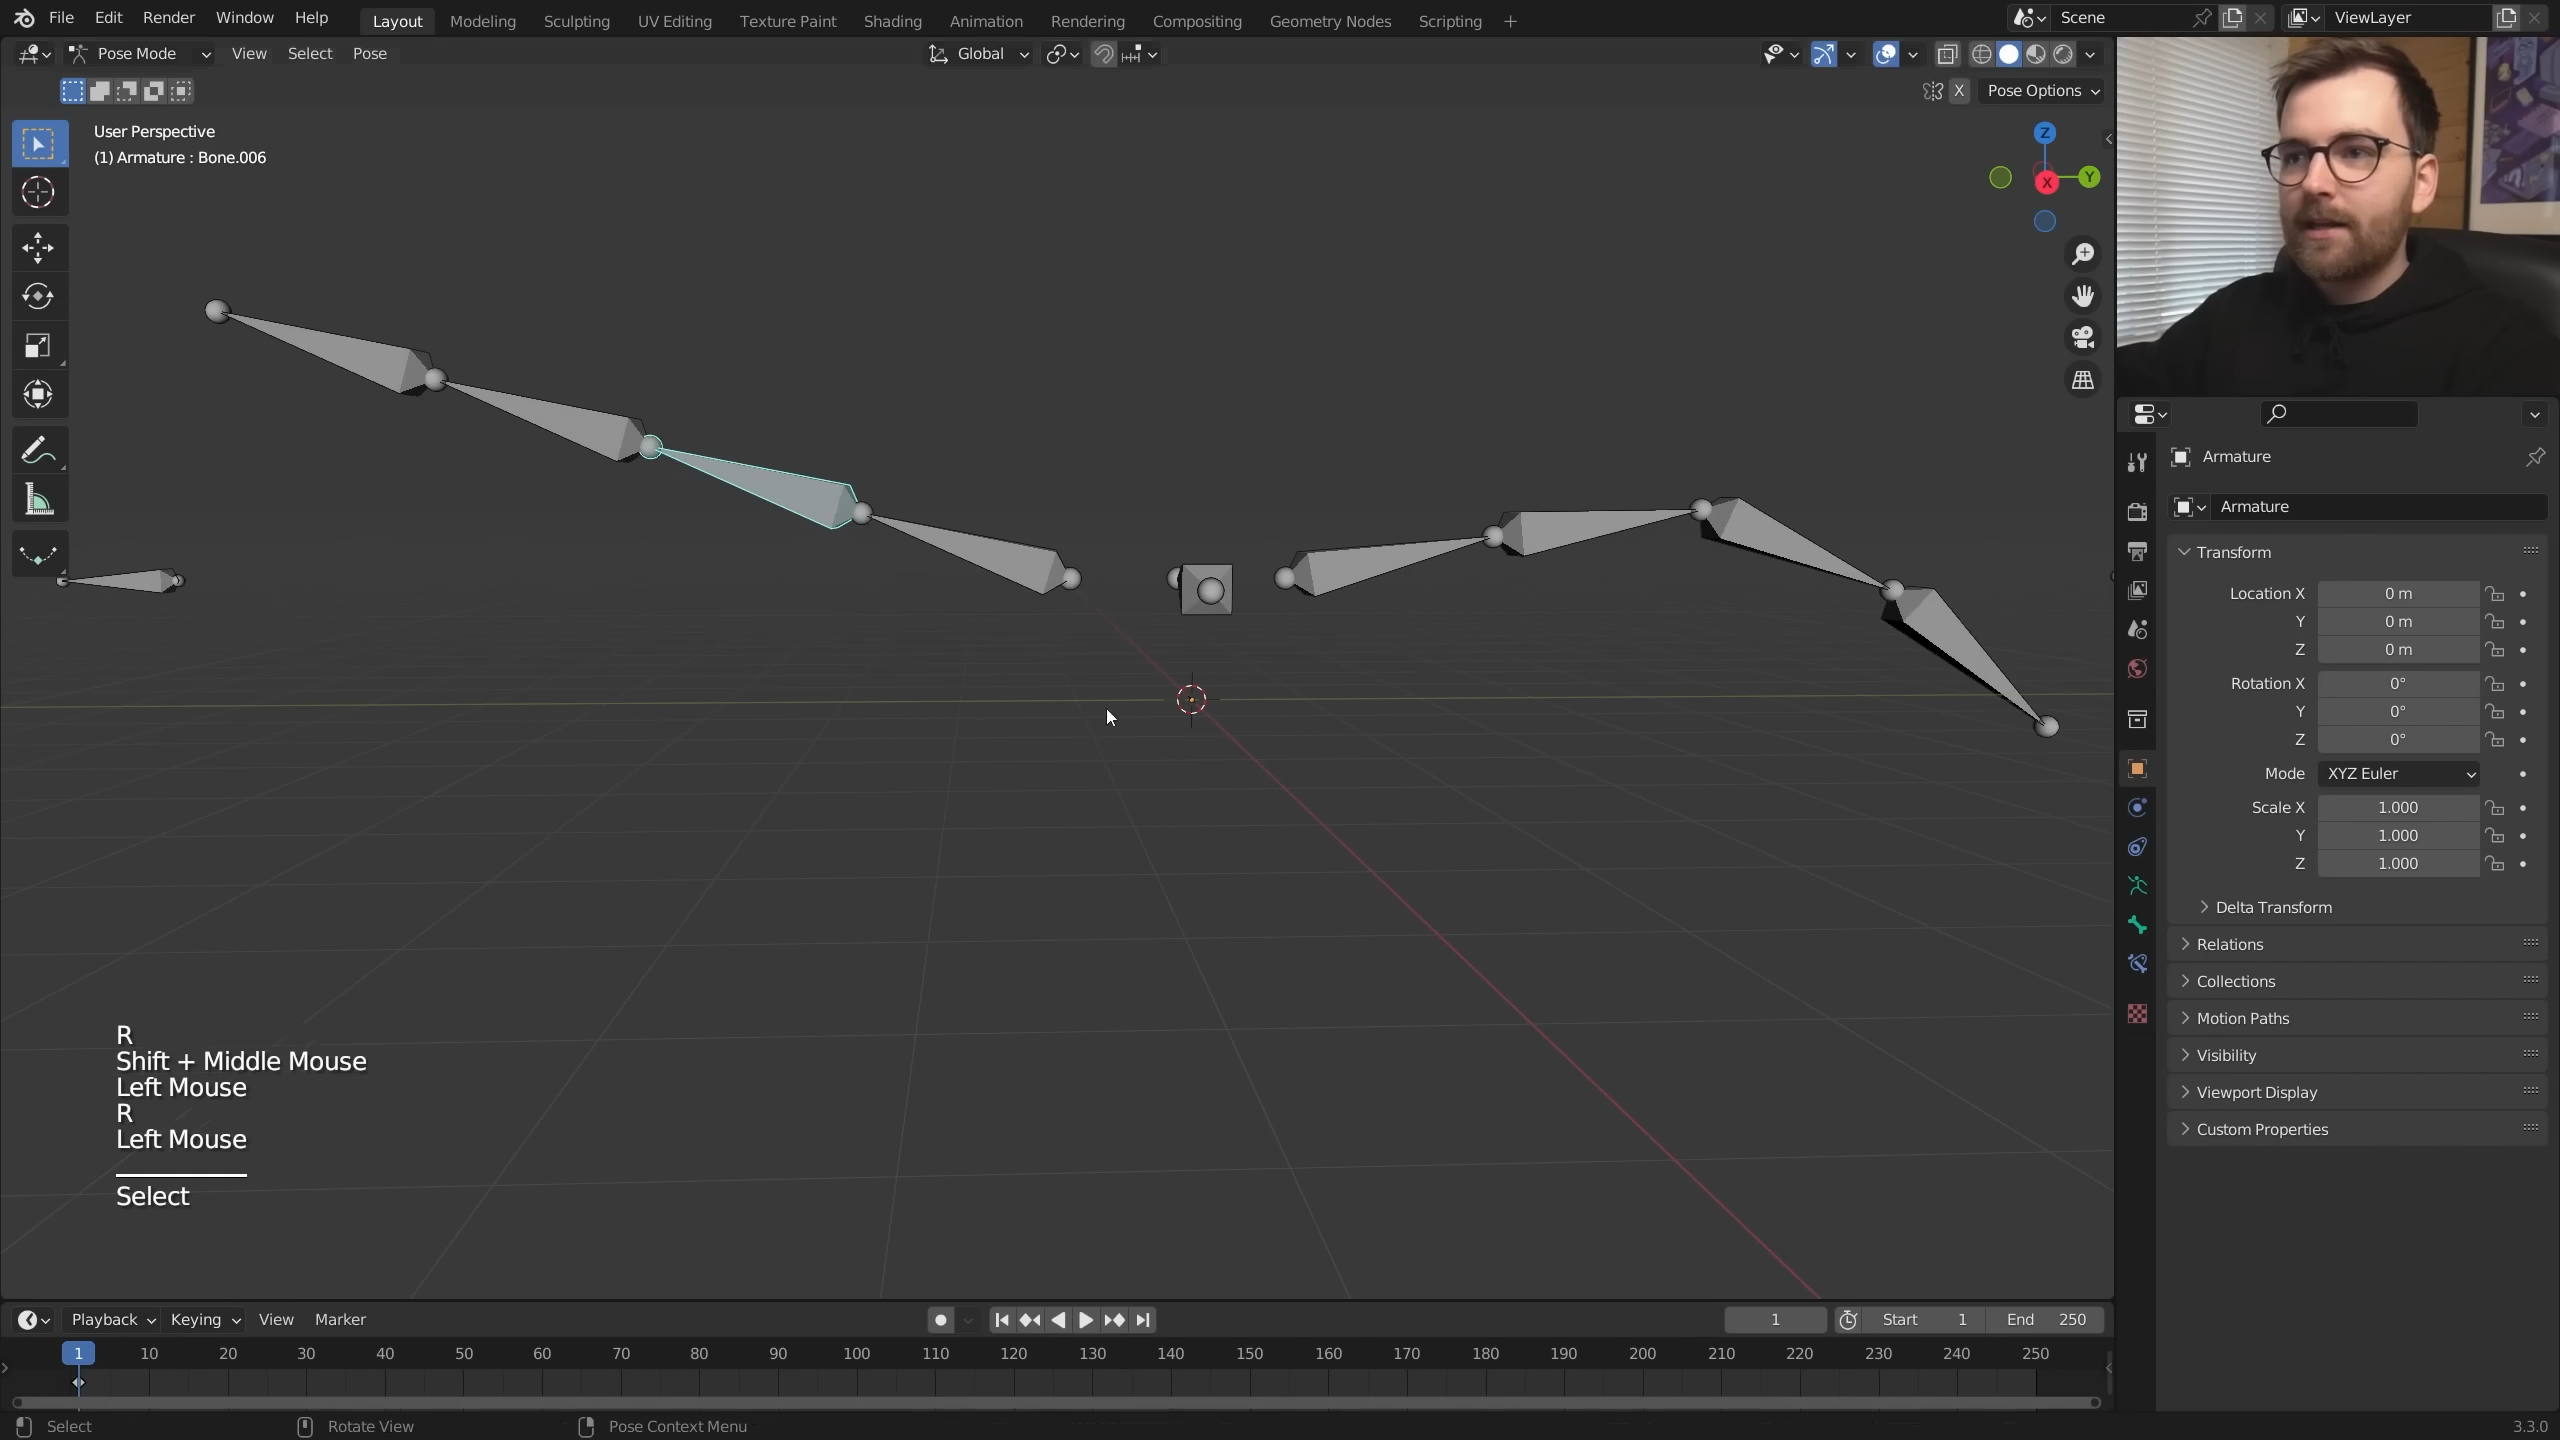 File Edit Render Window Help Layout Modeling Sculpting UV Editing Texture Paint Shading Animation Rendering Compositing Geometry Nodes Scripting + Scene ViewLayer
Pose Mode View Select Pose Global
X Pose Options
User Perspective
(1) Armature : Bone.006
Z
Y
X
Armature
Armature
Transform
Location X 0 m
Y 0 m
Z 0 m
Rotation X 0°
Y 0°
Z 0°
Mode XYZ Euler
Scale X 1.000
Y 1.000
Z 1.000
Delta Transform
Relations
Collections
Motion Paths
Visibility
Viewport Display
Custom Properties
R
Shift + Middle Mouse
Left Mouse
R
Left Mouse
Select
Playback Keying View Marker 1 Start 1 End 250
1 10 20 30 40 50 60 70 80 90 100 110 120 130 140 150 160 170 180 190 200 210 220 230 240 250
Select Rotate View Pose Context Menu 3.3.0